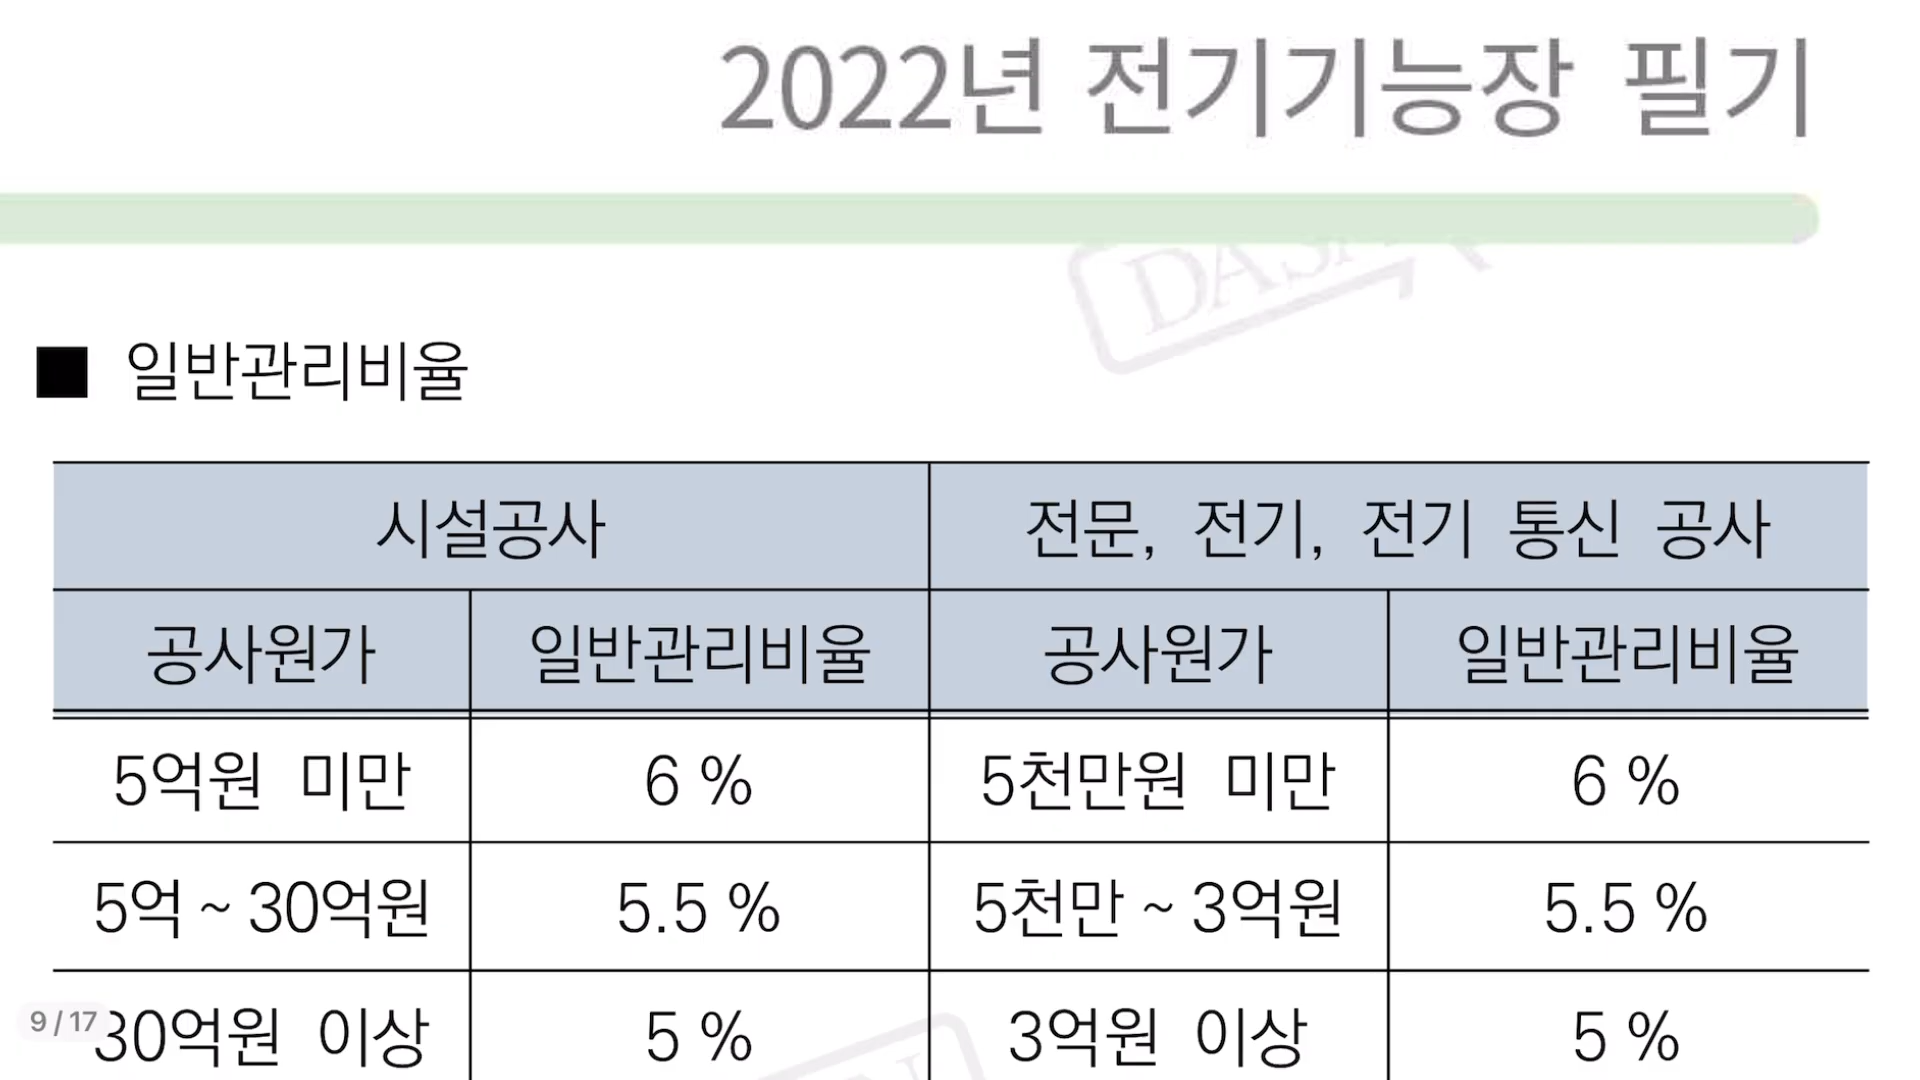 2022년 전기기능장 필기
DASAN
■ 일반관리비율
시설공사 전문, 전기, 전기 통신 공사
공사원가 일반관리비율 공사원가 일반관리비율
5억원 미만 6 % 5천만원 미만 6 %
5억 ~ 30억원 5.5 % 5천만 ~ 3억원 5.5 %
30억원 이상 5 % 3억원 이상 5 %
9 / 17